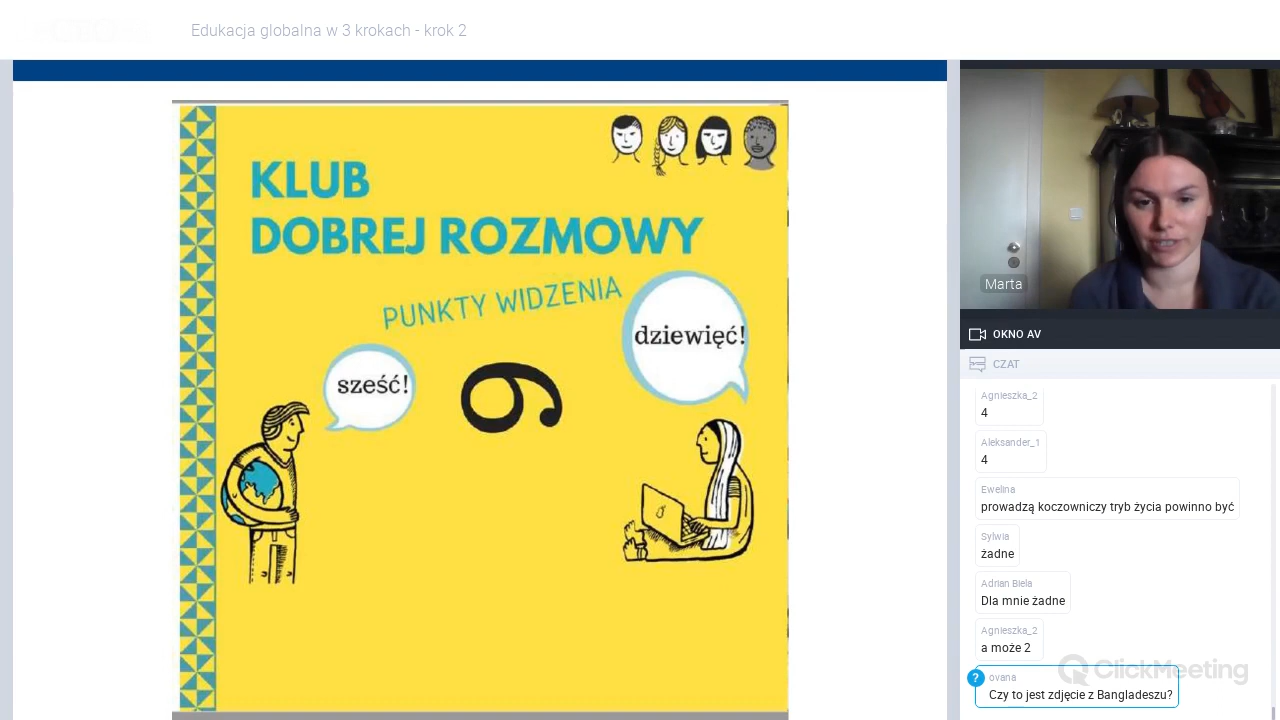 Edukacja globalna w 3 krokach - krok 2
KLUB
DOBREJ ROZMOWY
PUNKTY WIDZENIA
dziewięć!
sześć!
6
Marta
OKNO AV
CZAT
Agnieszka_2
4
Aleksander_1
4
Ewelina
prowadzą koczowniczy tryb życia powinno być
Sylwia
żadne
Adrian Biela
Dla mnie żadne
Agnieszka_2
a może 2
ClickMeeting
?
ovana
Czy to jest zdjęcie z Bangladeszu?